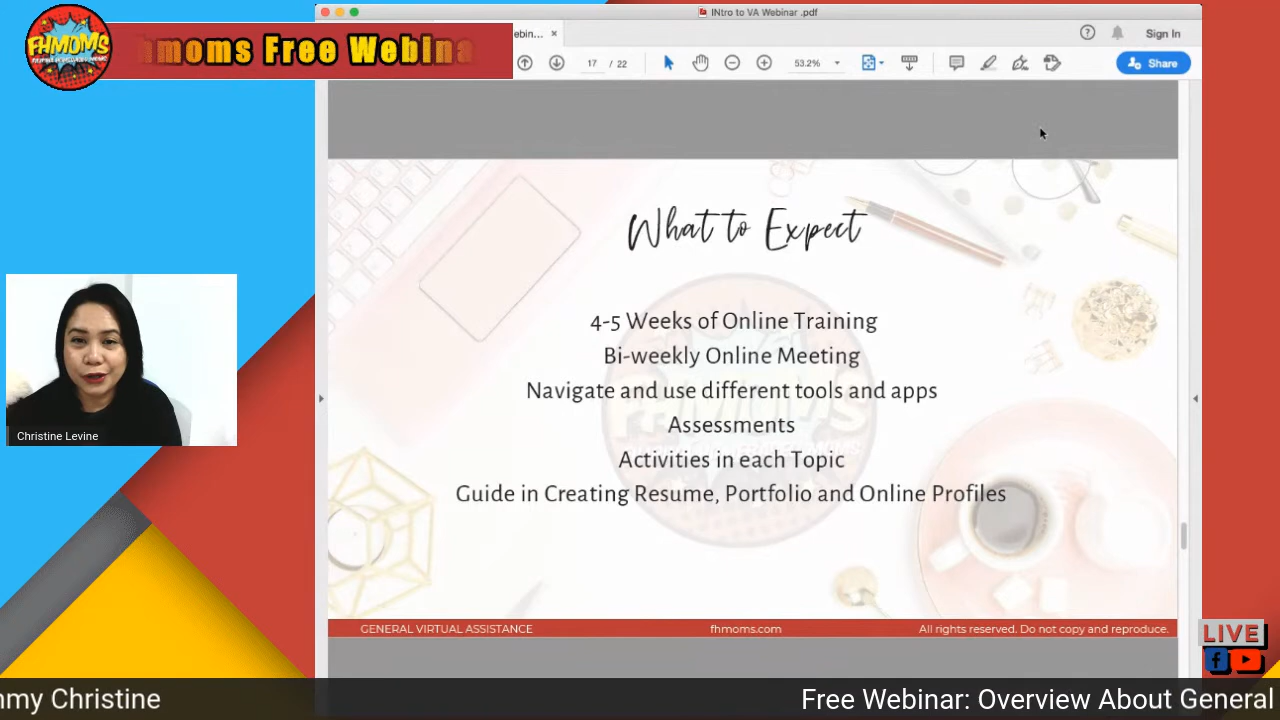 INtro to VA Webinar .pdf
FHMOMS
hmoms Free Webina
ebin... ×
Sign In
17 / 22
53.2%
Share
What to Expect
4-5 Weeks of Online Training
Bi-weekly Online Meeting
Navigate and use different tools and apps
Assessments
Activities in each Topic
Guide in Creating Resume, Portfolio and Online Profiles
Christine Levine
GENERAL VIRTUAL ASSISTANCE fhmoms.com All rights reserved. Do not copy and reproduce.
LIVE
mmy Christine Free Webinar: Overview About General